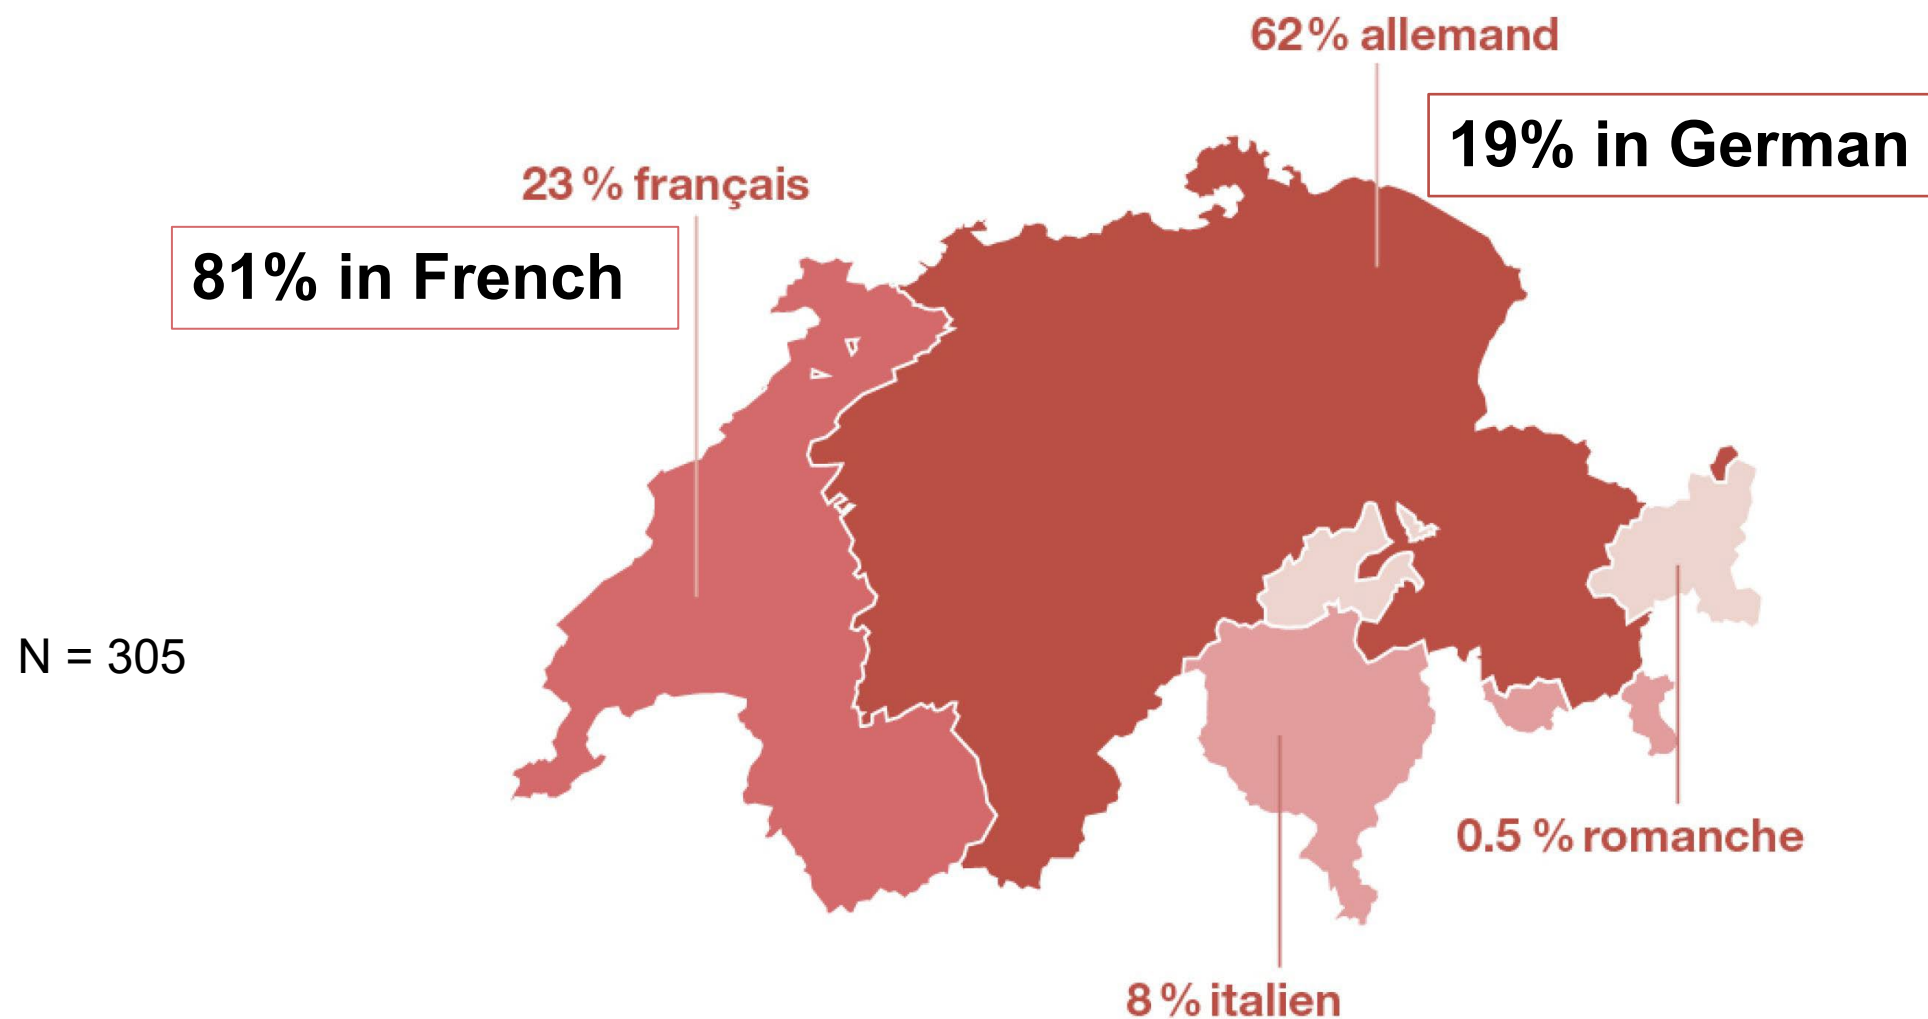 62% allemand
19% in German
23 % français
81% in French
N = 305
0.5 % romanche
8 % italien